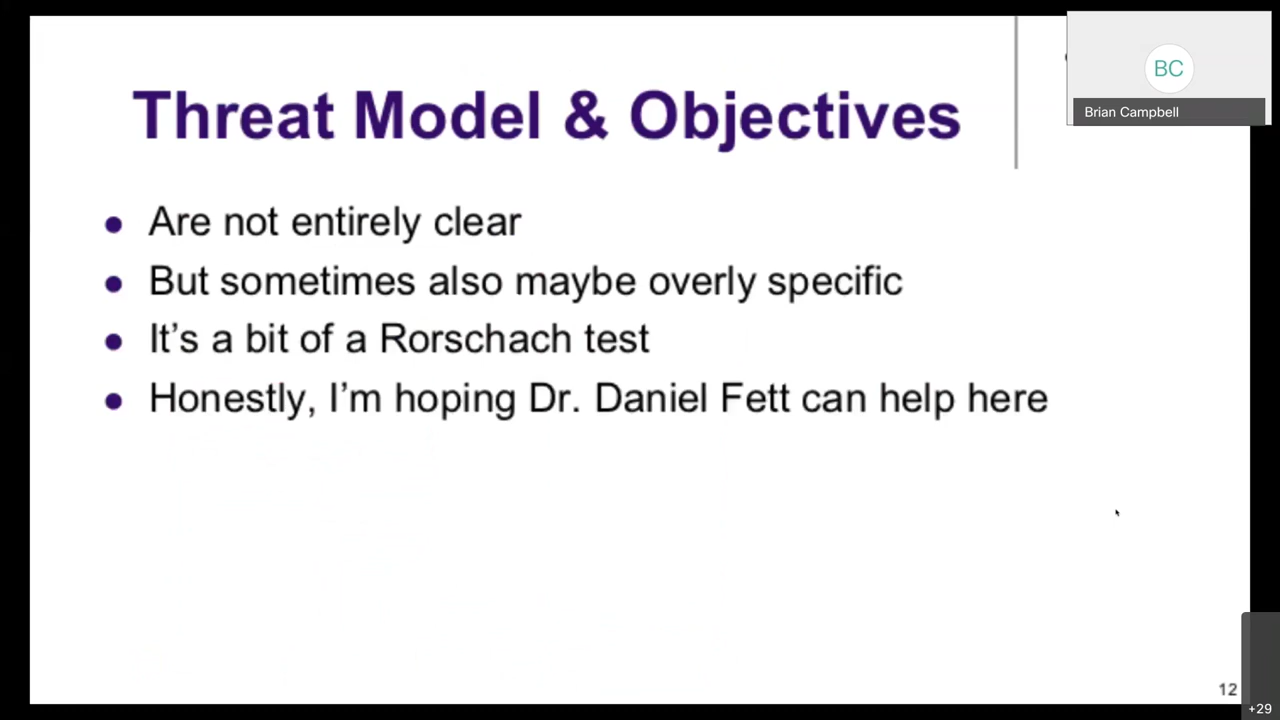 Threat Model & Objectives
BC
Brian Campbell
● Are not entirely clear
● But sometimes also maybe overly specific
● It’s a bit of a Rorschach test
● Honestly, I’m hoping Dr. Daniel Fett can help here
12
+29